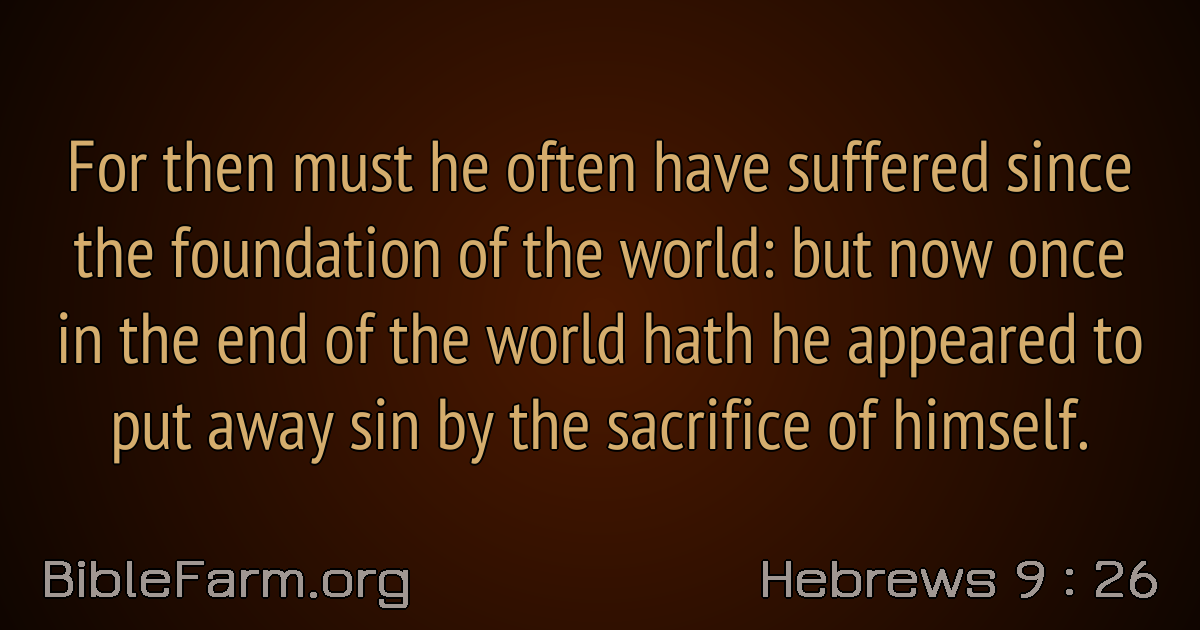 For then must he often have suffered since
the foundation of the world: but now once
in the end of the world hath he appeared to
put away sin by the sacrifice of himself.
BibleFarm.org
Hebrews 9 : 26